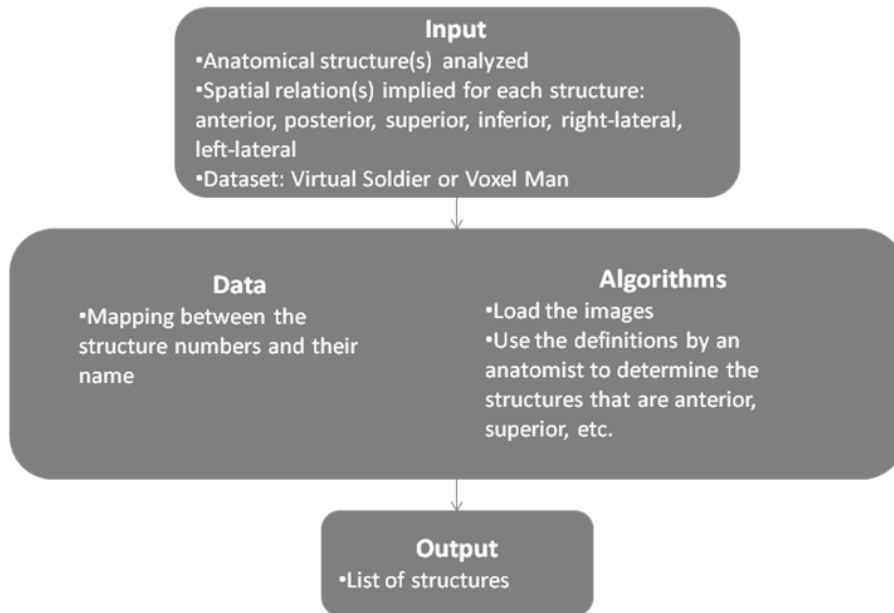 Input
•Anatomical structure(s) analyzed
•Spatial relation(s) implied for each structure:
anterior, posterior, superior, inferior, right-lateral,
left-lateral
•Dataset: Virtual Soldier or Voxel Man
Data
•Mapping between the
structure numbers and their
name
Algorithms
•Load the images
•Use the definitions by an
anatomist to determine the
structures that are anterior,
superior, etc.
Output
•List of structures